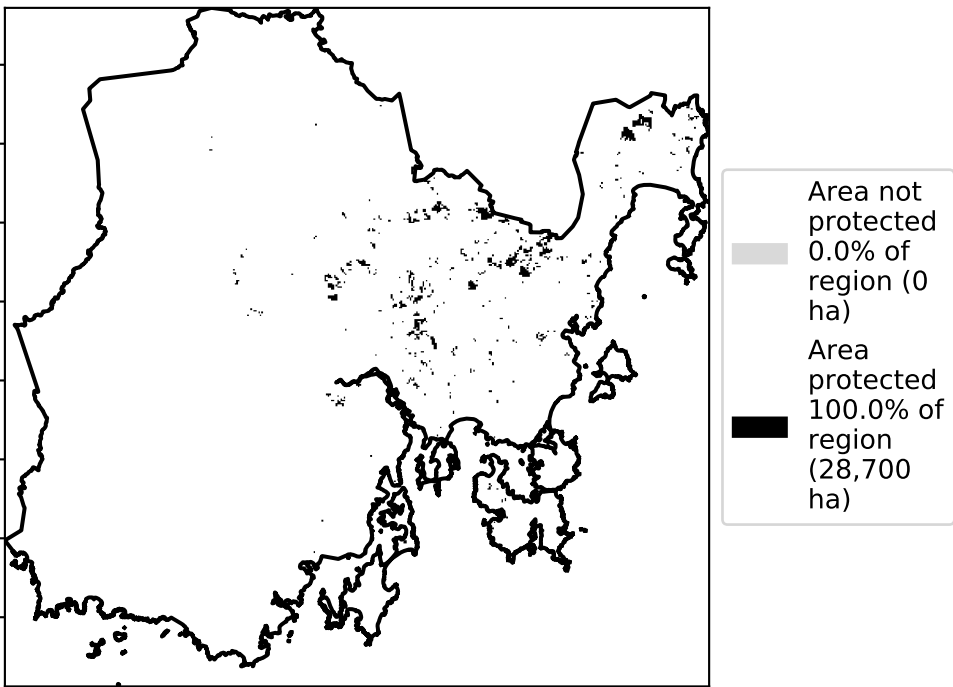 Area not
protected
0.0% of
region (0
ha)
Area
protected
100.0% of
region
(28,700
ha)